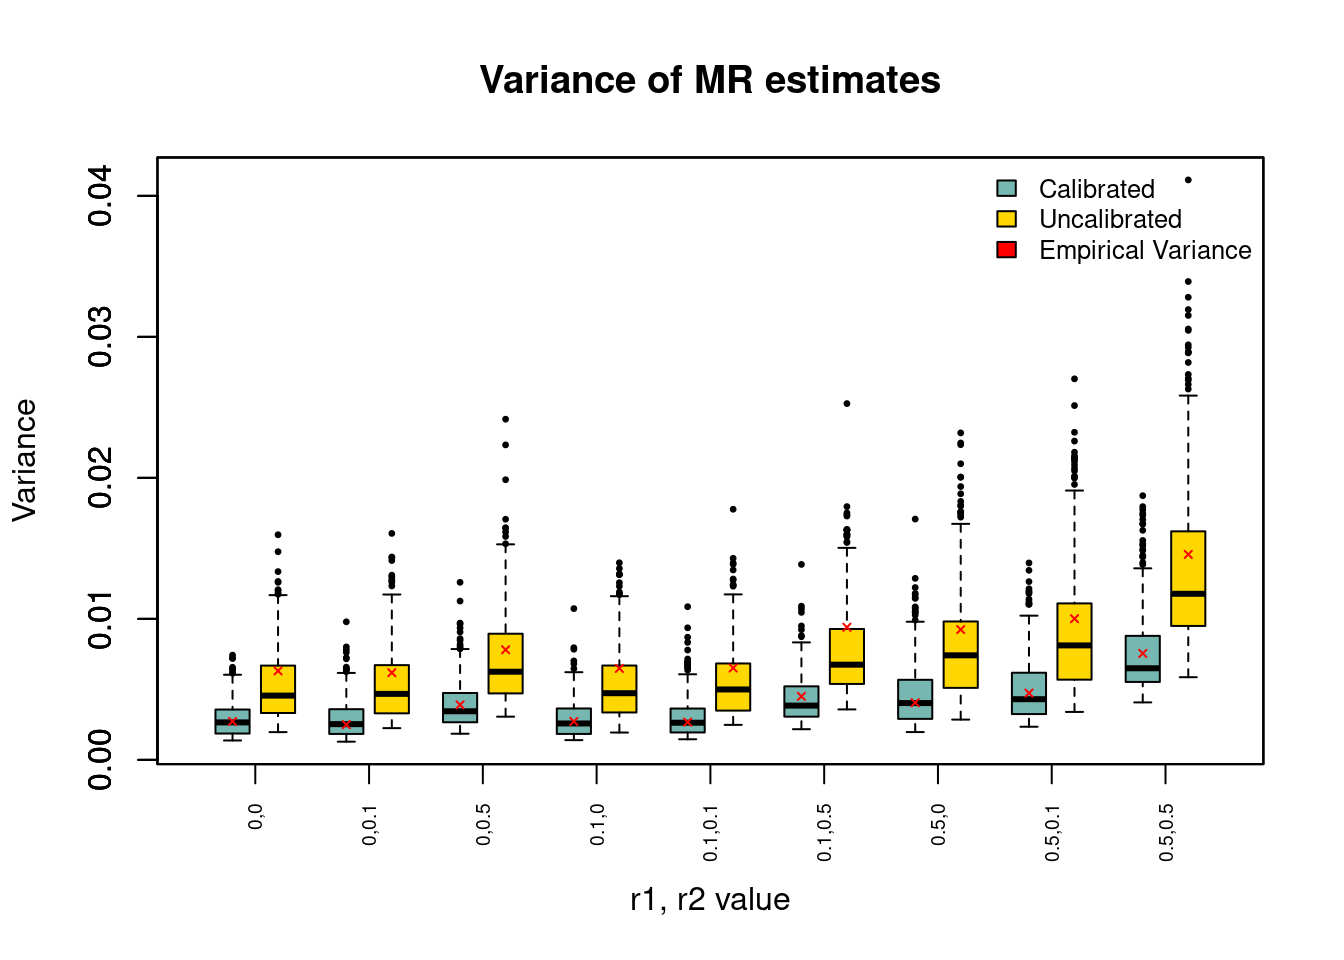 Variance of MR estimates
Calibrated
Uncalibrated
Empirical Variance
Variance
0.04
0.03
0.02
0.01
0.00
0,0
0,0.1
0,0.5
0.1,0
0.1,0.1
0.1,0.5
0.5,0
0.5,0.1
0.5,0.5
r1, r2 value